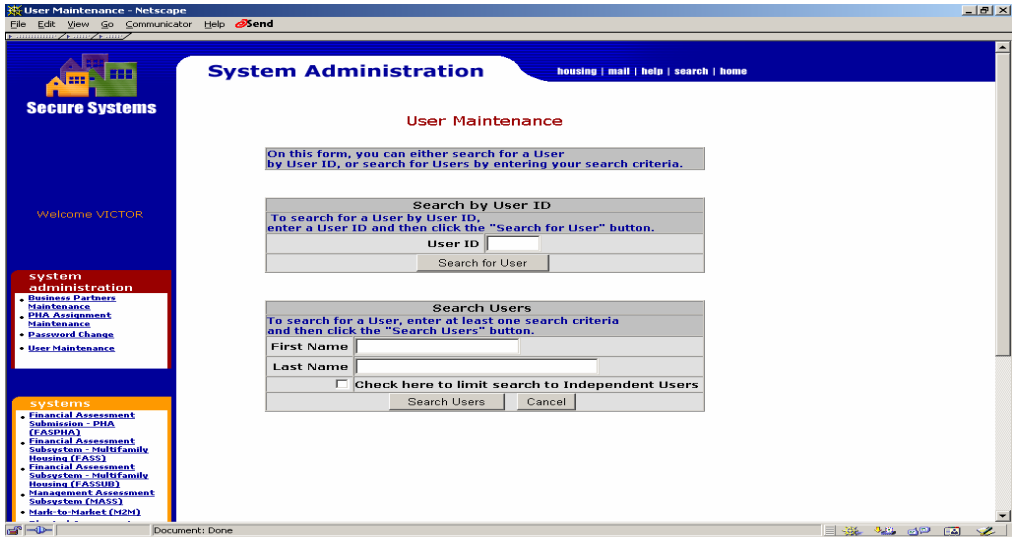 User Maintenance - Netscape
File Edit View Go Communicator Help Send
System Administration
housing | mail | help | search | home
Secure Systems
User Maintenance
On this form, you can either search for a User
by User ID, or search for Users by entering your search criteria.
Welcome VICTOR
Search by User ID
To search for a User by User ID,
enter a User ID and then click the "Search for User" button.
User ID
Search for User
system
administration
Business Partners
Maintenance
PHA Assignment
Maintenance
Password Change
User Maintenance
Search Users
To search for a User, enter at least one search criteria
and then click the "Search Users" button.
First Name
Last Name
Check here to limit search to Independent Users
Search Users Cancel
systems
Financial Assessment
Submission - PHA
(FASPHA)
Financial Assessment
Subsystem - Multifamily
Housing (FASS)
Financial Assessment
Subsystem - Multifamily
Housing (FASSUB)
Management Assessment
Subsystem (MASS)
Mark-to-Market (M2M)
Document: Done